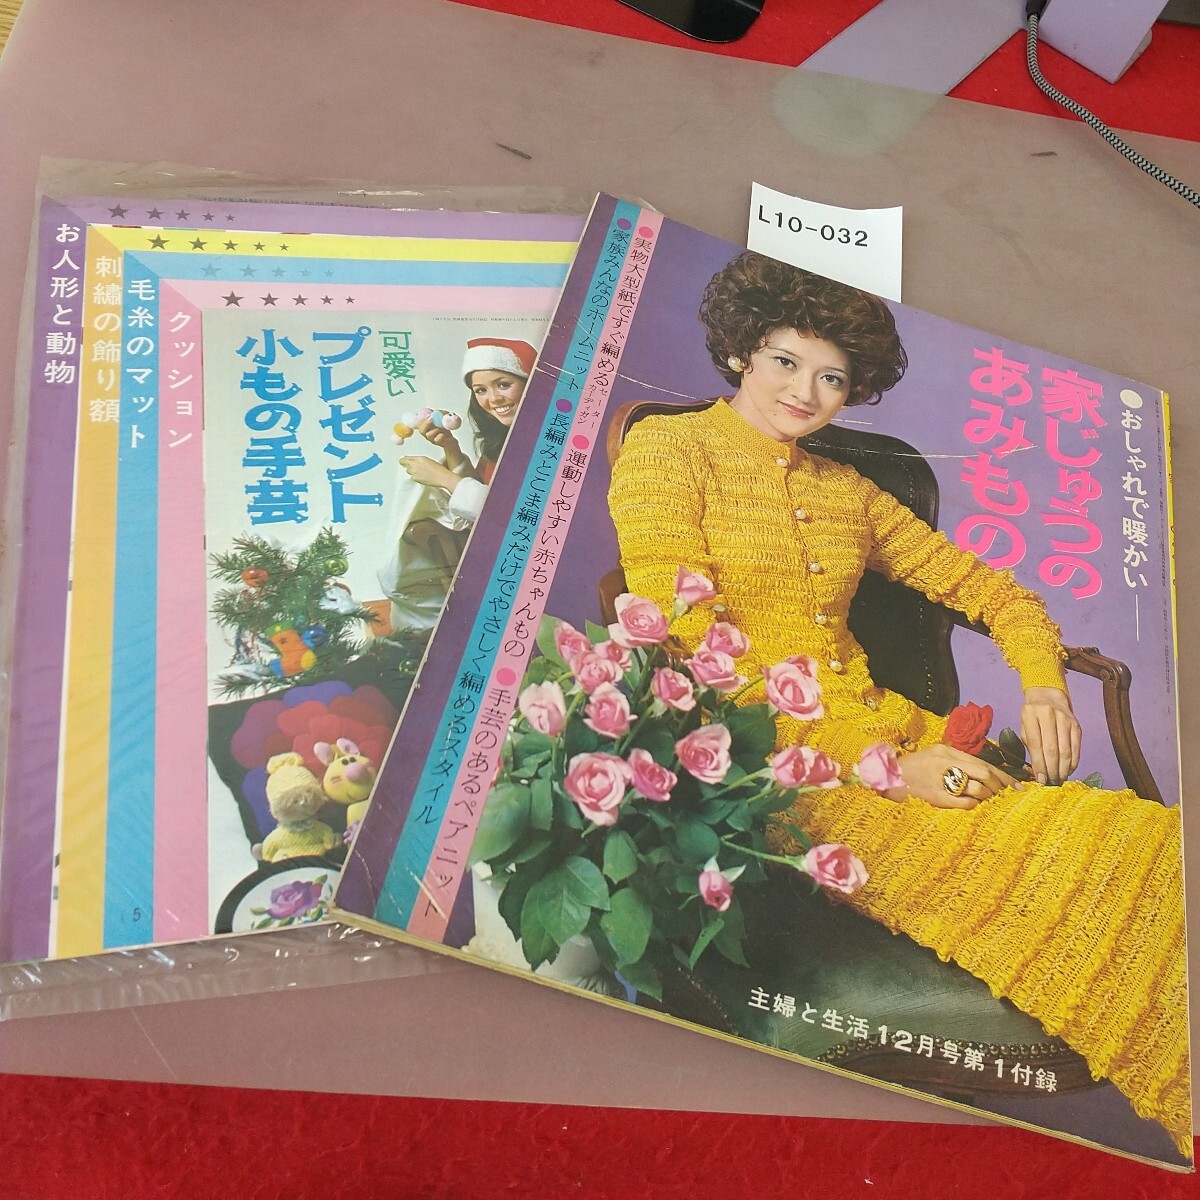 L10-032
お人形と動物
刺繍の飾り額
毛糸のマット
クッション
可愛い
プレゼント
小もの手芸
5
●おしゃれで暖かい——
家じゅうの
あみもの
●実物大型紙ですぐ編めるセーターカーディガン●運動しやすい赤ちゃんもの●手芸のあるペアニット
●家族みんなのホームニット●長編みとこま編みだけでやさしく編めるスタイル
主婦と生活12月号第1付録